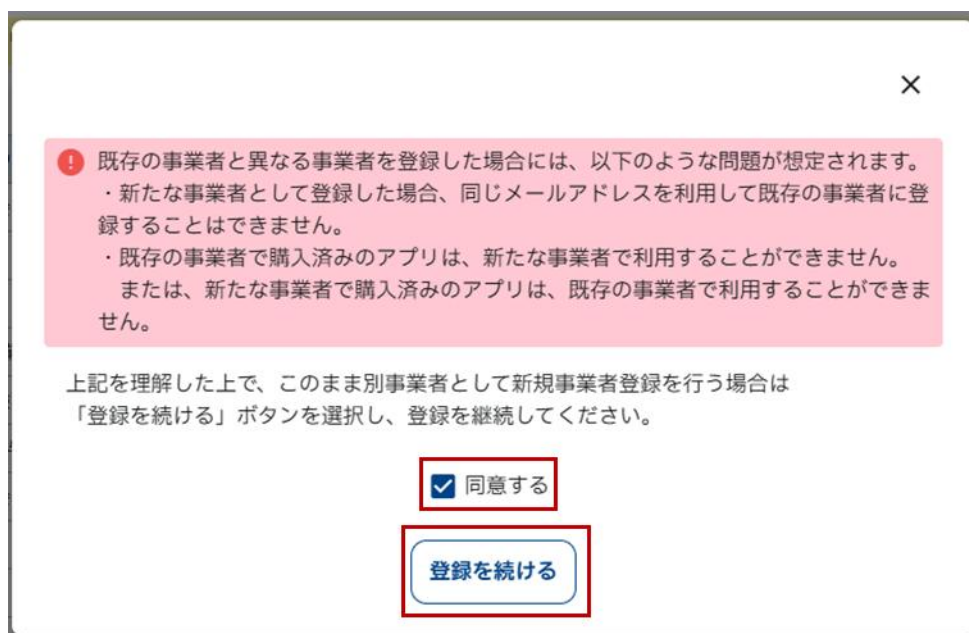 既存の事業者と異なる事業者を登録した場合には、以下のような問題が想定されます。
・新たな事業者として登録した場合、同じメールアドレスを利用して既存の事業者に登
録することはできません。
・既存の事業者で購入済みのアプリは、新たな事業者で利用することができません。
または、新たな事業者で購入済みのアプリは、既存の事業者で利用することができま
せん。
上記を理解した上で、このまま別事業者として新規事業者登録を行う場合は
「登録を続ける」ボタンを選択し、登録を継続してください。
同意する
登録を続ける